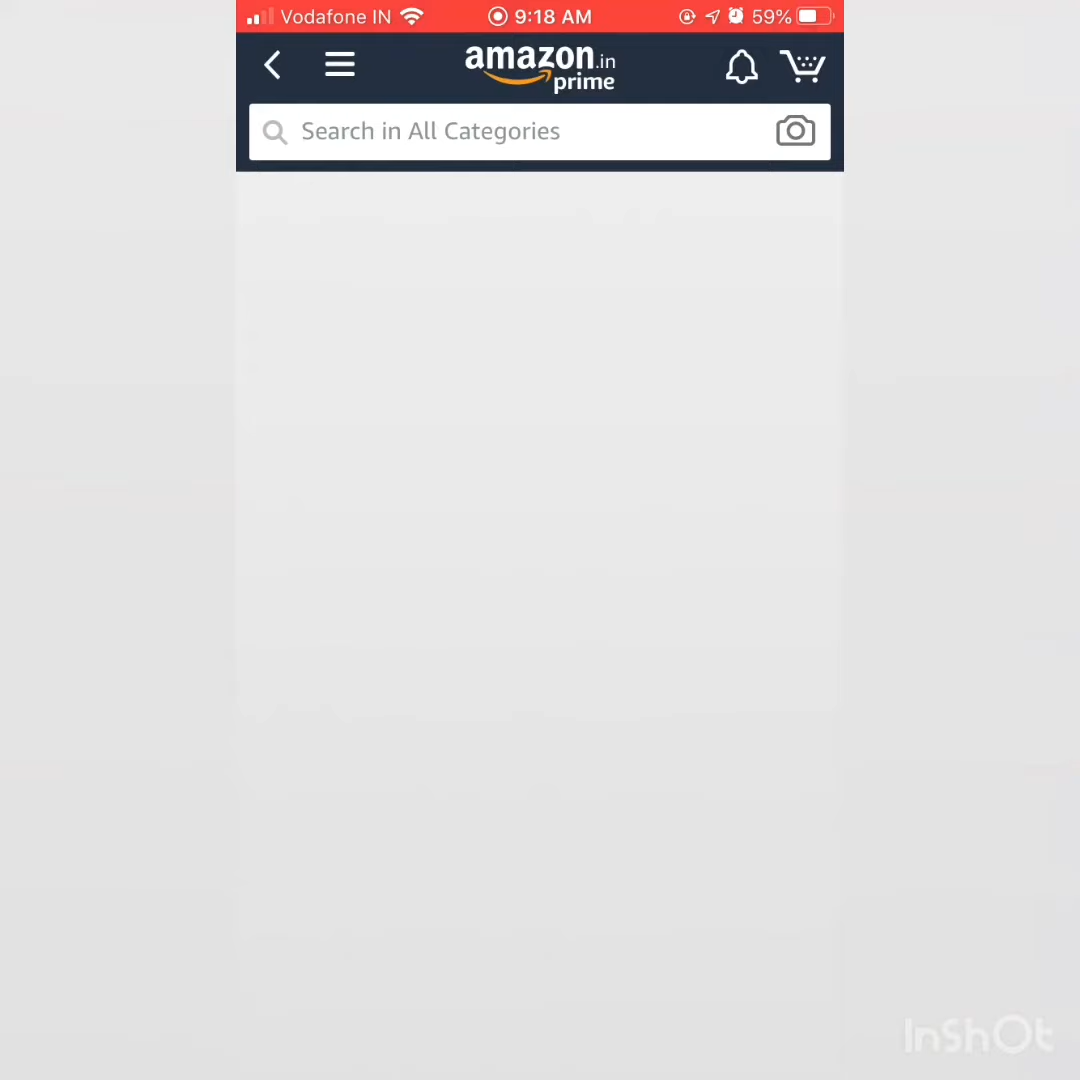 Vodafone IN 9:18 AM 59%
amazon.in
prime
Search in All Categories
InShOt